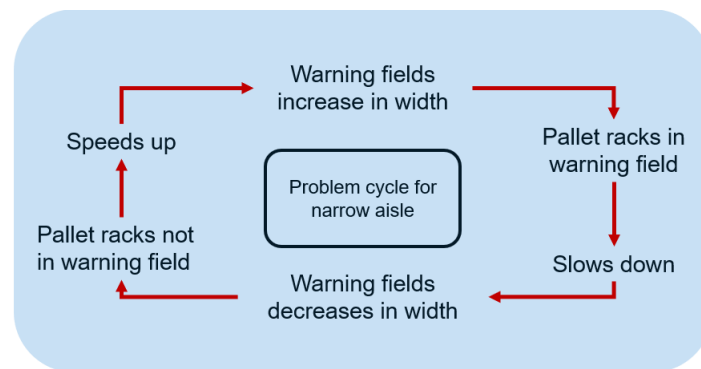 Warning fields
increase in width
Pallet racks in
warning field
Slows down
Warning fields
decreases in width
Pallet racks not
in warning field
Speeds up
Problem cycle for
narrow aisle